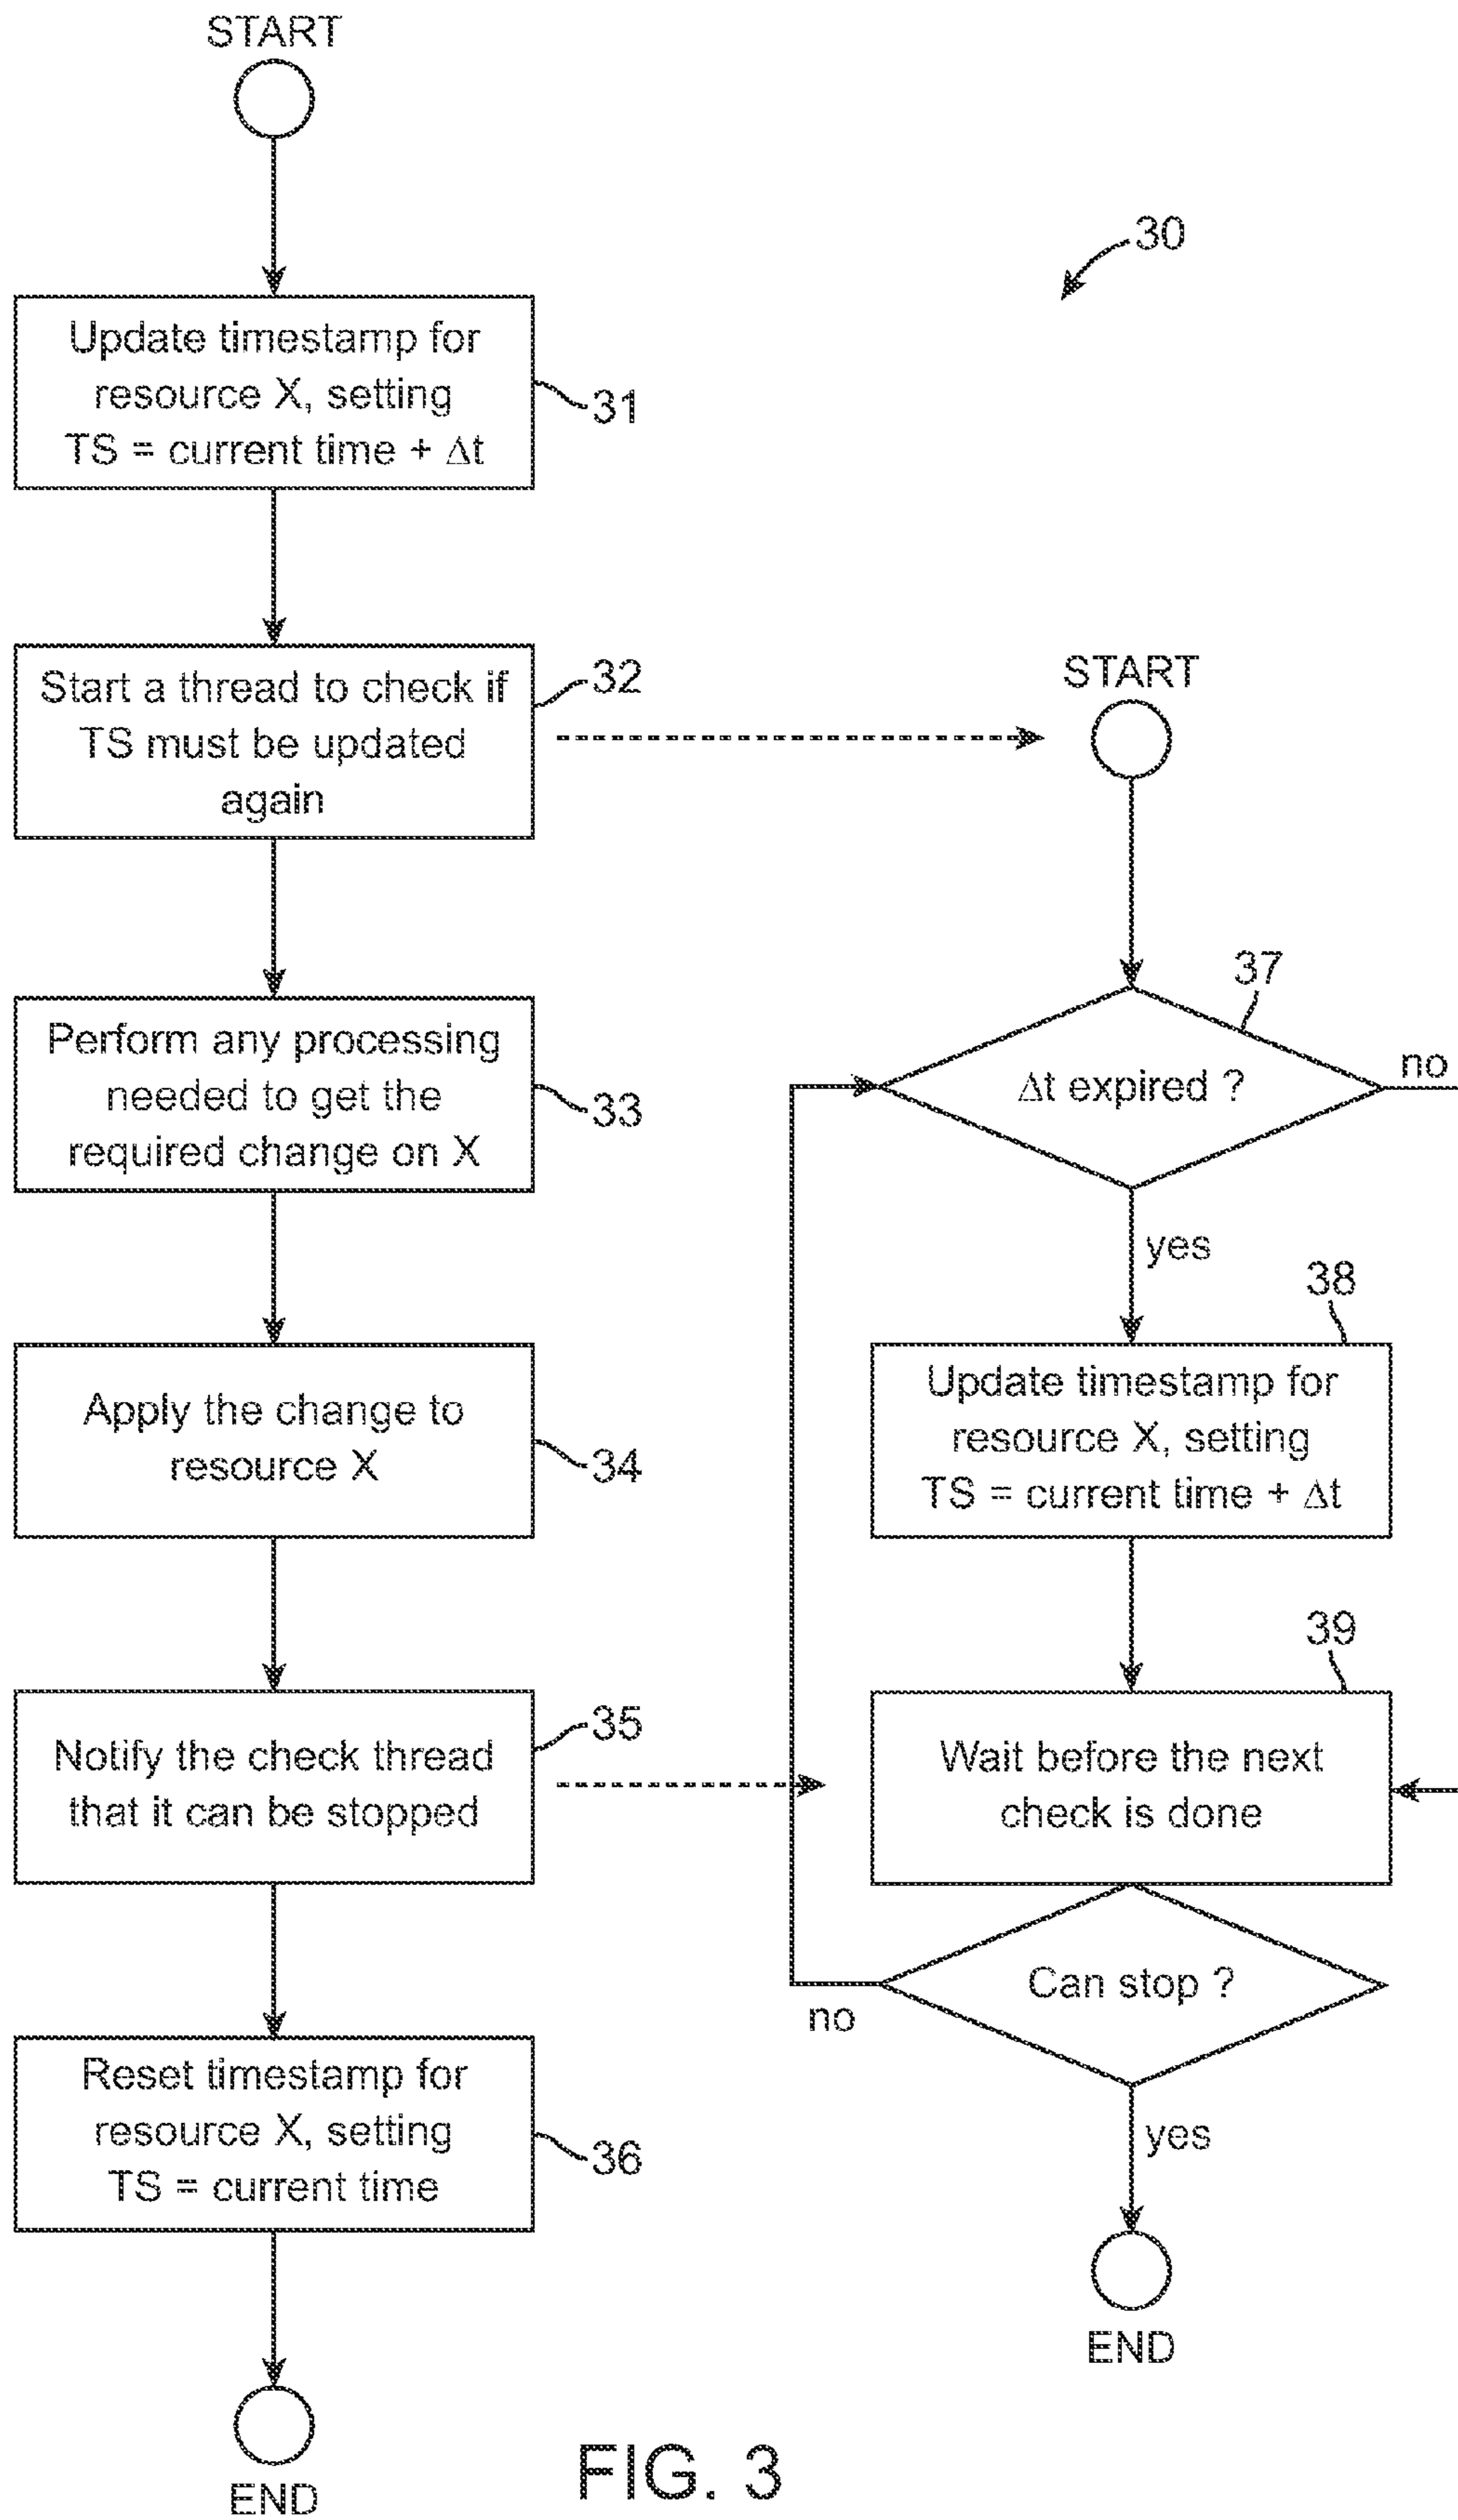 START
30
Update timestamp for
resource X, setting
TS = current time + Δt
31
Start a thread to check if
TS must be updated
again
32
START
Perform any processing
needed to get the
required change on X
33
37
Δt expired ?
no
yes
Apply the change to
resource X
34
38
Update timestamp for
resource X, setting
TS = current time + Δt
Notify the check thread
that it can be stopped
35
39
Wait before the next
check is done
Can stop ?
no
yes
Reset timestamp for
resource X, setting
TS = current time
36
END
END
FIG. 3